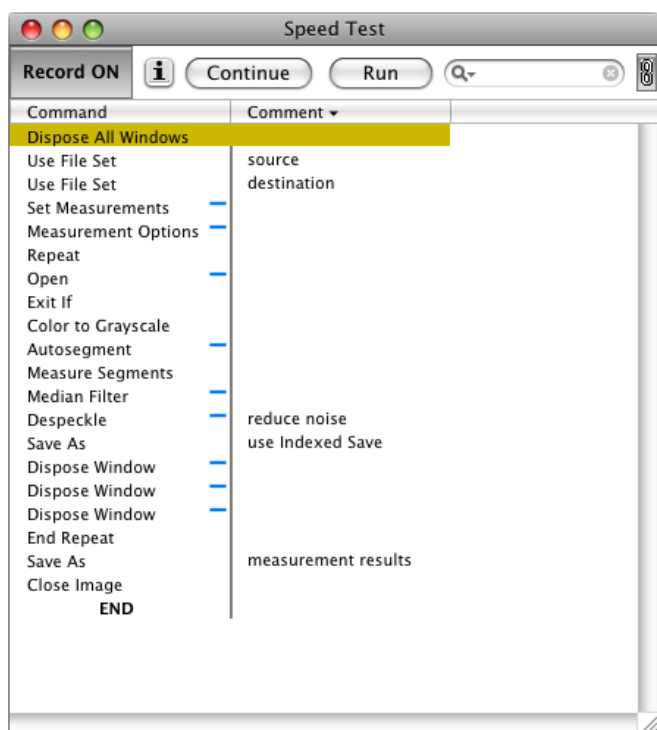 Speed Test
Record ON i Continue Run Q
Command Comment
Dispose All Windows
Use File Set source
Use File Set destination
Set Measurements
Measurement Options
Repeat
Open
Exit If
Color to Grayscale
Autosegment
Measure Segments
Median Filter
Despeckle reduce noise
Save As use Indexed Save
Dispose Window
Dispose Window
Dispose Window
End Repeat
Save As measurement results
Close Image
END